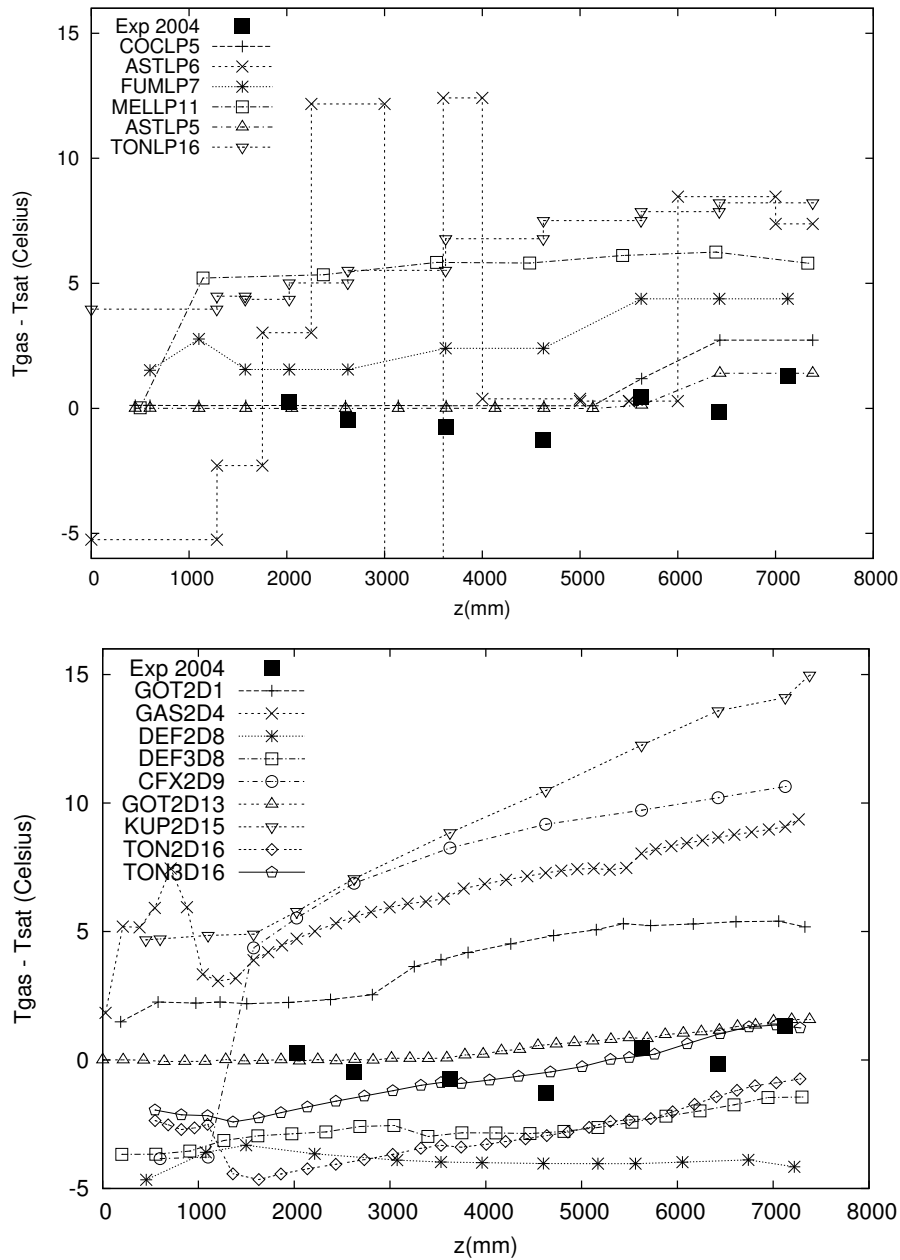 15
10
5
0
-5
Tgas - Tsat (Celsius)
Exp 2004
COCLP5
ASTLP6
FUMLP7
MELLP11
ASTLP5
TONLP16
0 1000 2000 3000 4000 5000 6000 7000 8000
z(mm)
15
10
5
0
-5
Tgas - Tsat (Celsius)
Exp 2004
GOT2D1
GAS2D4
DEF2D8
DEF3D8
CFX2D9
GOT2D13
KUP2D15
TON2D16
TON3D16
0 1000 2000 3000 4000 5000 6000 7000 8000
z(mm)